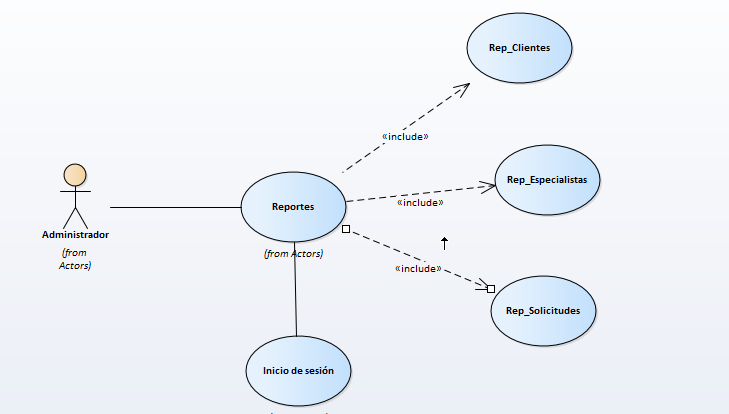 Rep_Clientes
«include»
Rep_Especialistas
«include»
Reportes
Administrador
(from
Actors)
(from Actors)
«include»
Rep_Solicitudes
Inicio de sesión